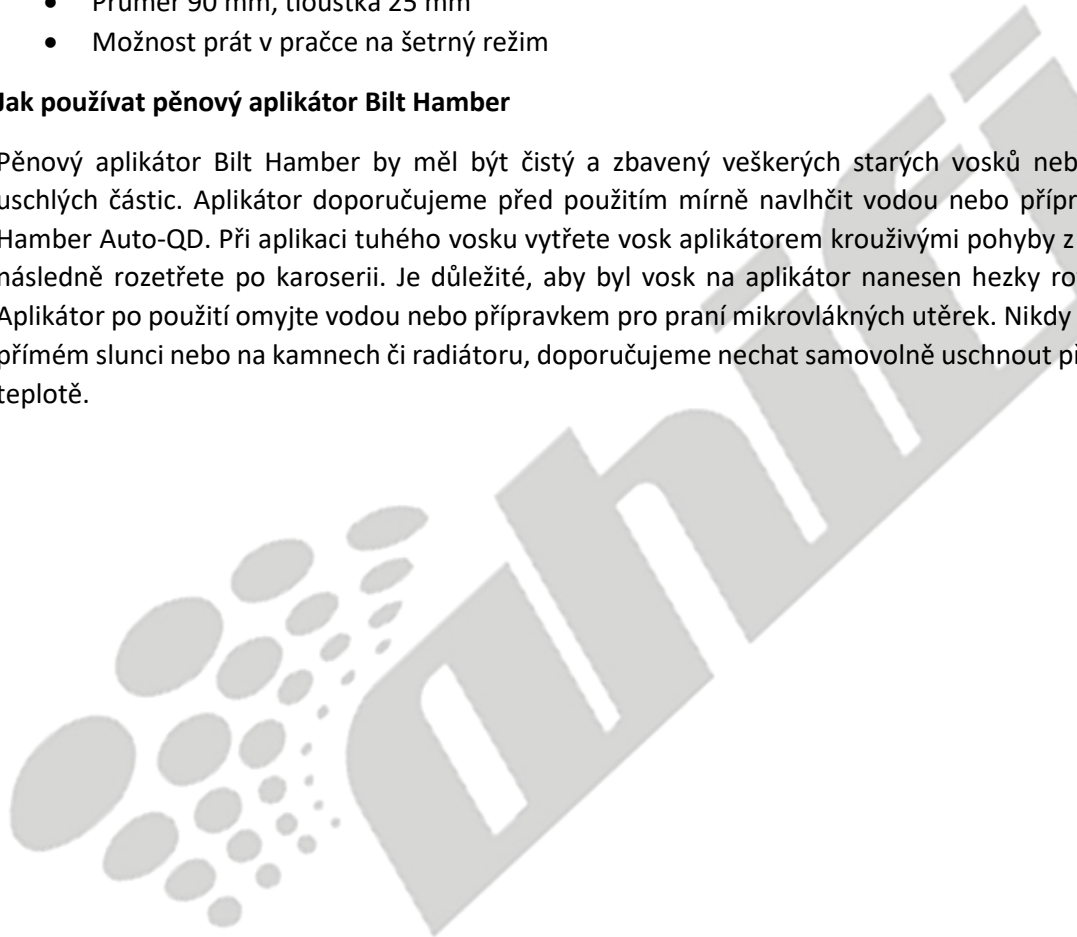 • Průměr 90 mm, tloušťka 25 mm
• Možnost prát v pračce na šetrný režim
Jak používat pěnový aplikátor Bilt Hamber
Pěnový aplikátor Bilt Hamber by měl být čistý a zbavený veškerých starých vosků neb
uschlých částic. Aplikátor doporučujeme před použitím mírně navlhčit vodou nebo přípr
Hamber Auto-QD. Při aplikaci tuhého vosku vytřete vosk aplikátorem krouživými pohyby z
následně rozetřete po karoserii. Je důležité, aby byl vosk na aplikátor nanesen hezky ro
Aplikátor po použití omyjte vodou nebo přípravkem pro praní mikrovlákných utěrek. Nikdy
přímém slunci nebo na kamnech či radiátoru, doporučujeme nechat samovolně uschnout př
teplotě.